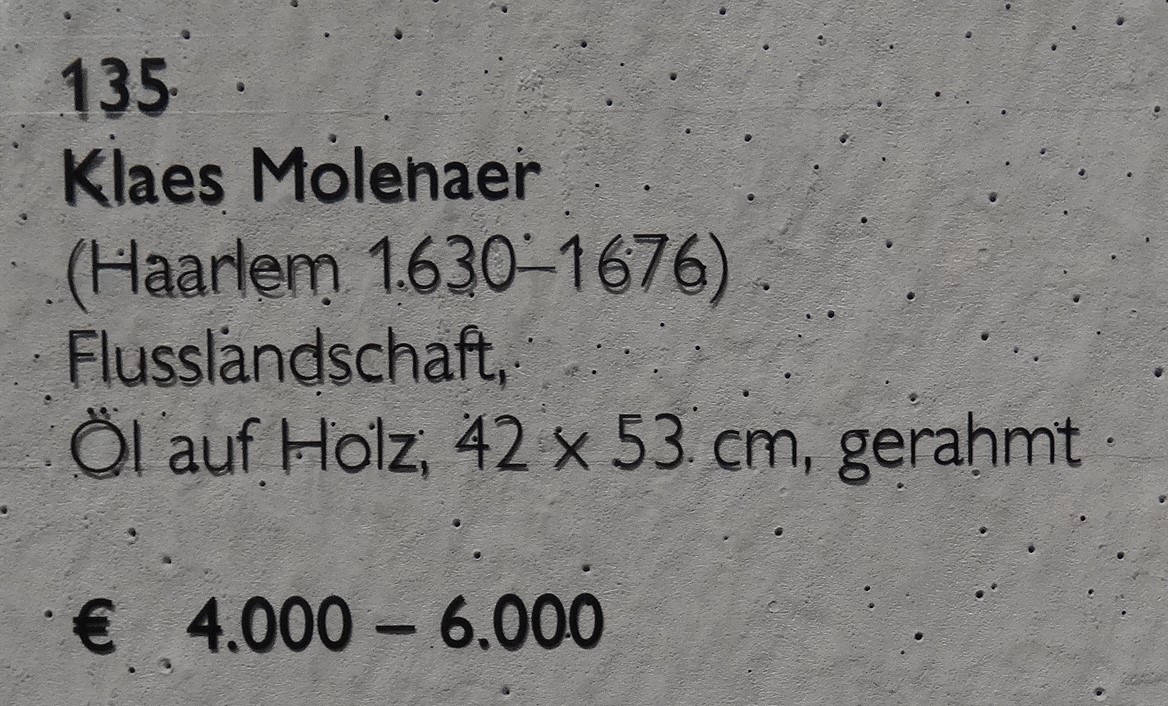 135
Klaes Molenaer
(Haarlem 1630–1676)
Flusslandschaft,
Öl auf Holz, 42 x 53 cm, gerahmt
€ 4.000 – 6.000